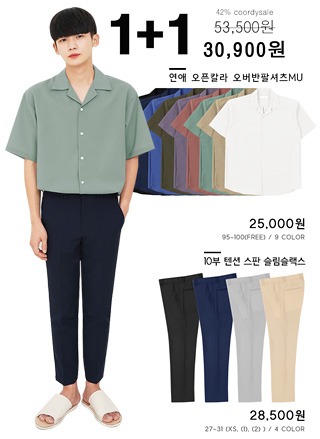 42% coordysale
1+1
53,500원
30,900원
연애 오픈칼라 오버반팔셔츠MU
25,000원
95~100(FREE) / 9 COLOR
10부 텐션 스판 슬림슬랙스
28,500원
27~31 (XS, (1), (2) ) / 4 COLOR